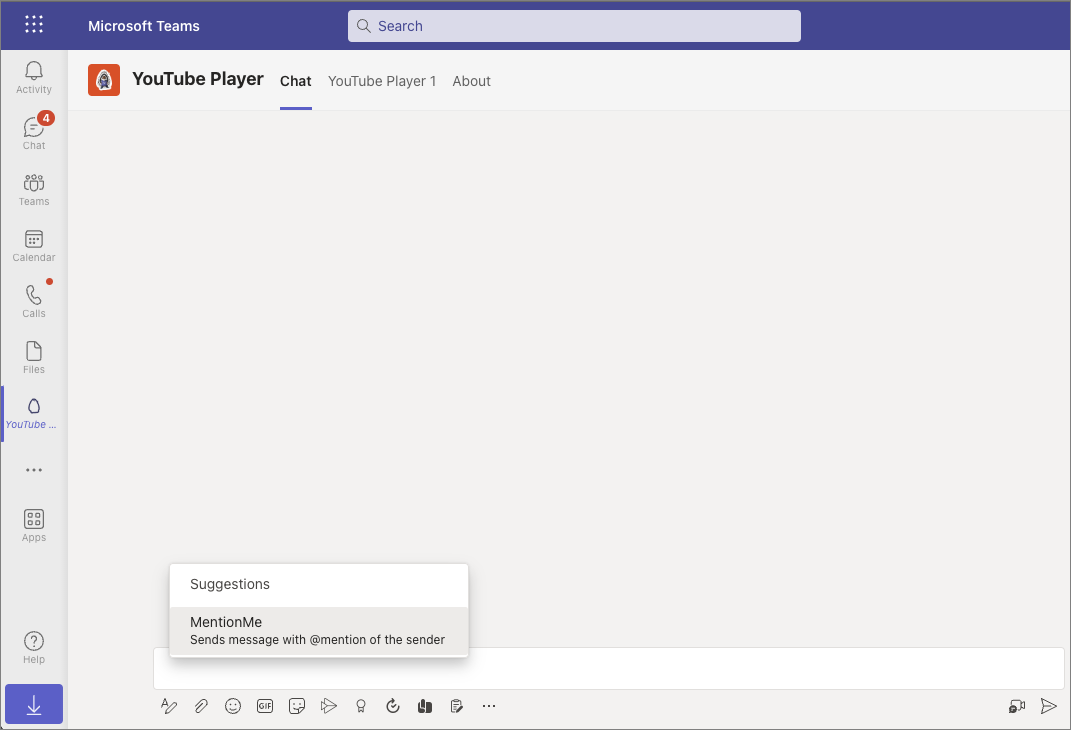 Microsoft Teams
Search
Activity
4
Chat
Teams
Calendar
Calls
Files
YouTube ...
Apps
Help
YouTube Player
Chat
YouTube Player 1
About
Suggestions
MentionMe
Sends message with @mention of the sender
GIF